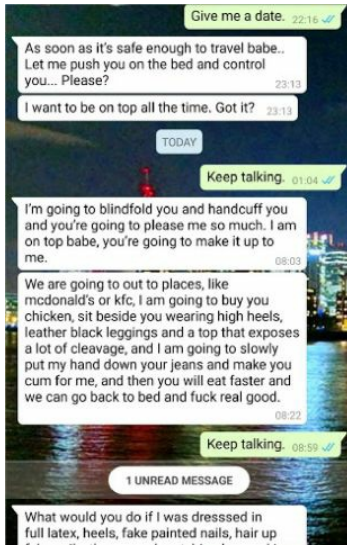 Give me a date. 22:16
As soon as it's safe enough to travel babe..
Let me push you on the bed and control
you... Please?
23:13
I want to be on top all the time. Got it? 23:13
TODAY
Keep talking. 01:04
I'm going to blindfold you and handcuff you
and you're going to please me so much. I am
on top babe, you're going to make it up to
me.
08:03
We are going to out to places, like
mcdonald's or kfc, I am going to buy you
chicken, sit beside you wearing high heels,
leather black leggings and a top that exposes
a lot of cleavage, and I am going to slowly
put my hand down your jeans and make you
cum for me, and then you will eat faster and
we can go back to bed and fuck real good.
08:22
Keep talking. 08:59
1 UNREAD MESSAGE
What would you do if I was dresssed in
full latex, heels, fake painted nails, hair up